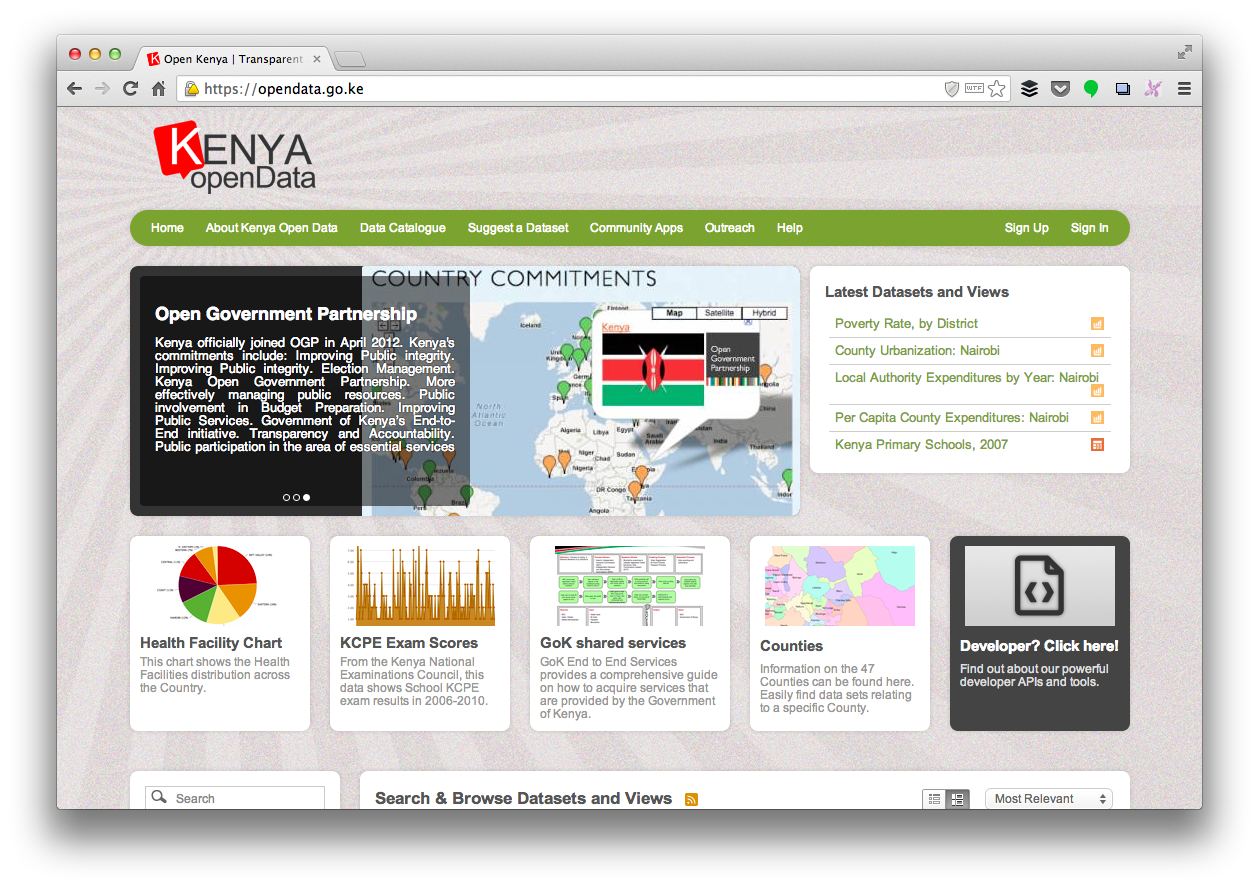 Open Kenya | Transparent
https://opendata.go.ke
WTF
KENYA
openData
Home About Kenya Open Data Data Catalogue Suggest a Dataset Community Apps Outreach Help Sign Up Sign In
COUNTRY COMMITMENTS
Open Government Partnership
Kenya officially joined OGP in April 2012. Kenya's
commitments include: Improving Public integrity.
Improving Public integrity. Election Management.
Kenya Open Government Partnership. More
effectively managing public resources. Public
involvement in Budget Preparation. Improving
Public Services. Government of Kenya's End-to-
End initiative. Transparency and Accountability.
Public participation in the area of essential services
Map Satellite Hybrid
Kenya
Open
Government
Partnership
Iceland
Finland
North
Atlantic
Ocean
Algeria
Libya
Egypt
Saudi
Arabia
Mali
Niger
Chad
Sudan
Nigeria
DR Congo
Tanzania
Angola
India
China
Thailand
Colombia
Venezuela
Peru
Brazil
Latest Datasets and Views
Poverty Rate, by District
County Urbanization: Nairobi
Local Authority Expenditures by Year: Nairobi
Per Capita County Expenditures: Nairobi
Kenya Primary Schools, 2007
Health Facility Chart
This chart shows the Health
Facilities distribution across
the Country.
KCPE Exam Scores
From the Kenya National
Examinations Council, this
data shows School KCPE
exam results in 2006-2010.
GoK shared services
GoK End to End Services
provides a comprehensive guide
on how to acquire services that
are provided by the Government
of Kenya.
Counties
Information on the 47
Counties can be found here.
Easily find data sets relating
to a specific County.
Developer? Click here!
Find out about our powerful
developer APIs and tools.
Search
Search & Browse Datasets and Views
Most Relevant